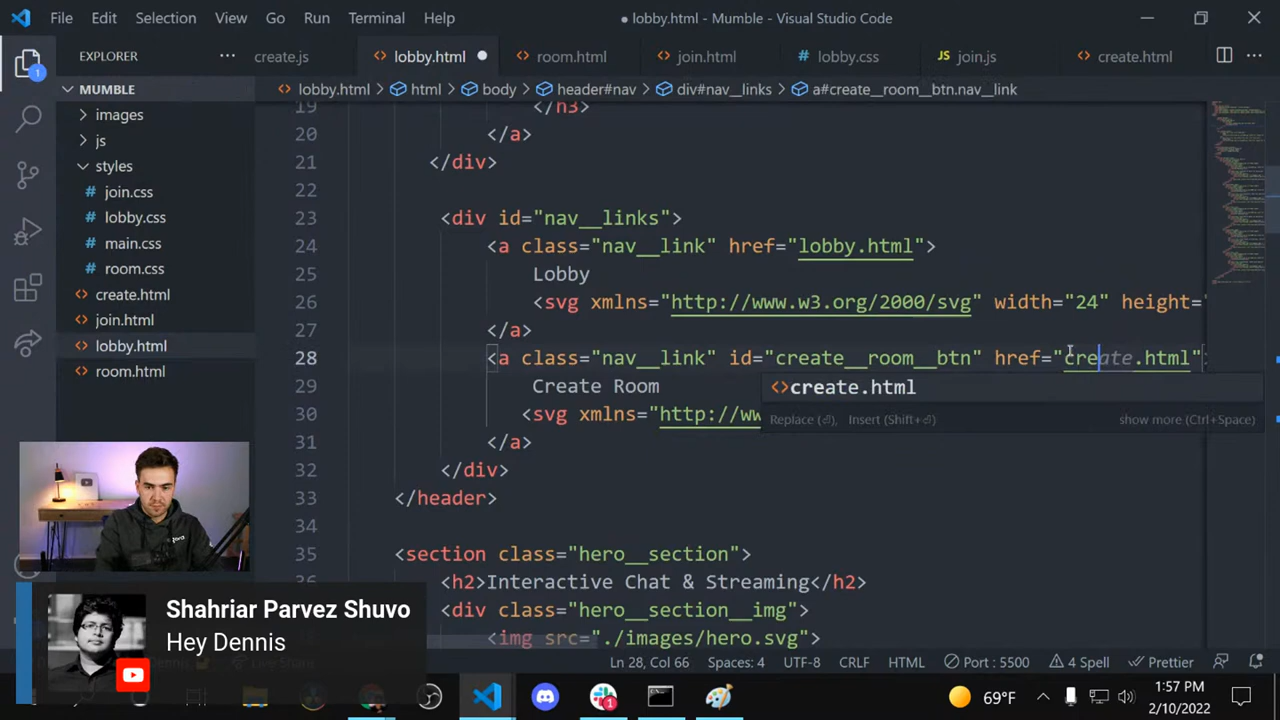 File Edit Selection View Go Run Terminal Help
lobby.html - Mumble - Visual Studio Code
EXPLORER
create.js
lobby.html
room.html
join.html
lobby.css
JS join.js
create.html
MUMBLE
lobby.html > html > body > header#nav > div#nav__links > a#create__room__btn.nav__link
images
js
styles
join.css
lobby.css
main.css
room.css
create.html
join.html
lobby.html
room.html
19 </h3>
20 </a>
21 </div>
22
23 <div id="nav__links">
24 <a class="nav__link" href="lobby.html">
25 Lobby
26 <svg xmlns="http://www.w3.org/2000/svg" width="24" height="
27 </a>
28 <a class="nav__link" id="create__room__btn" href="create.html">
create.html
Replace (⏎), Insert (Shift+⏎)
show more (Ctrl+Space)
29 Create Room
30 <svg xmlns="http://ww
31 </a>
32 </div>
33 </header>
34
35 <section class="hero__section">
36 <h2>Interactive Chat & Streaming</h2>
<div class="hero__section__img">
<img src="./images/hero.svg">
Shahriar Parvez Shuvo
Hey Dennis
Ln 28, Col 66 Spaces: 4 UTF-8 CRLF HTML Port : 5500 4 Spell Prettier
69°F
1:57 PM
2/10/2022